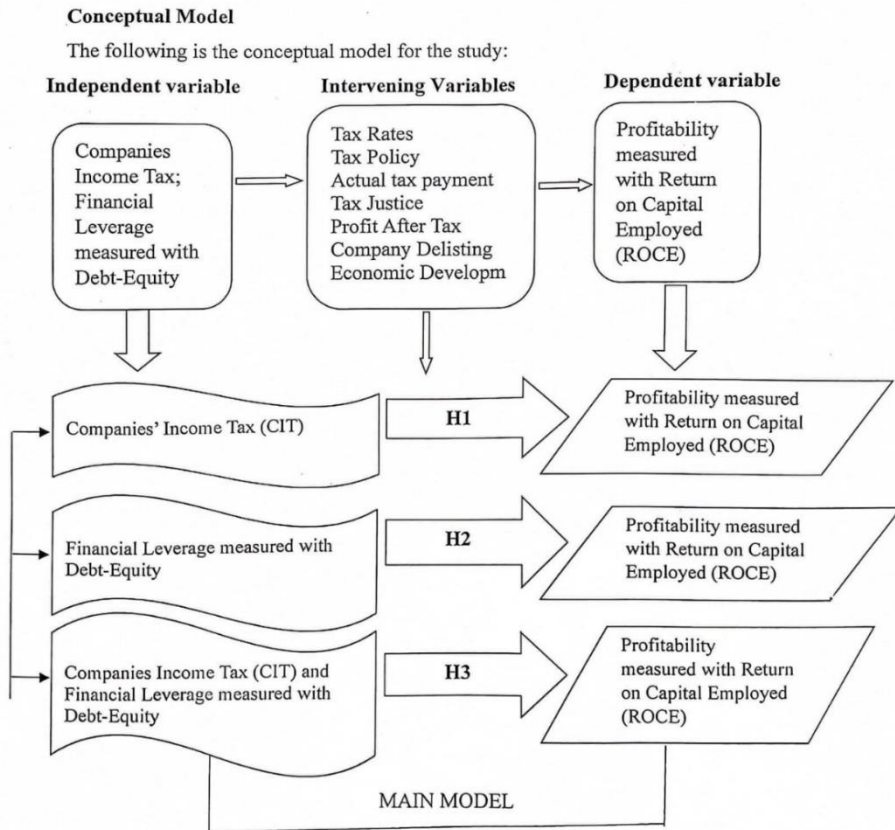 Conceptual Model
The following is the conceptual model for the study:
Independent variable
Intervening Variables
Dependent variable
Companies
Income Tax;
Financial
Leverage
measured with
Debt-Equity
Tax Rates
Tax Policy
Actual tax payment
Tax Justice
Profit After Tax
Company Delisting
Economic Developm
Profitability
measured
with Return
on Capital
Employed
(ROCE)
Companies' Income Tax (CIT)
H1
Profitability measured
with Return on Capital
Employed (ROCE)
Financial Leverage measured with
Debt-Equity
H2
Profitability measured
with Return on Capital
Employed (ROCE)
Companies Income Tax (CIT) and
Financial Leverage measured with
Debt-Equity
H3
Profitability
measured with Return
on Capital Employed
(ROCE)
MAIN MODEL